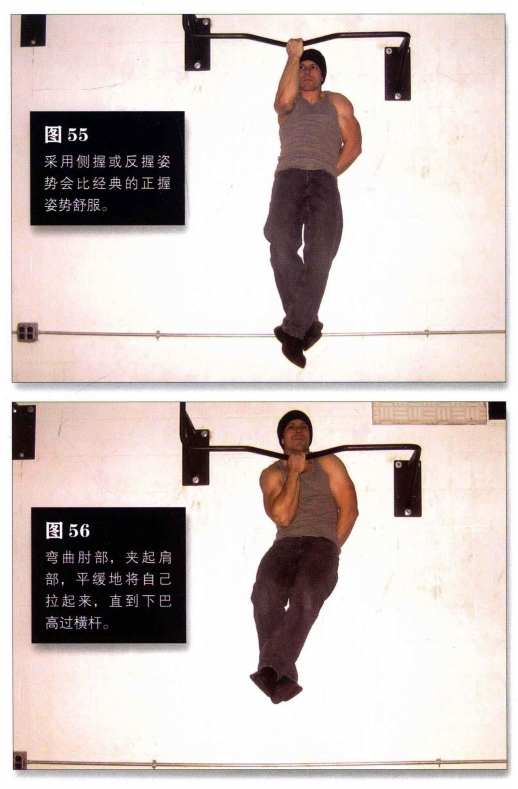 图 55
采用侧握或反握姿
势会比经典的正握
姿势舒服。
图 56
弯曲肘部，夹起肩
部，平缓地将自己
拉起来，直到下巴
高过横杆。